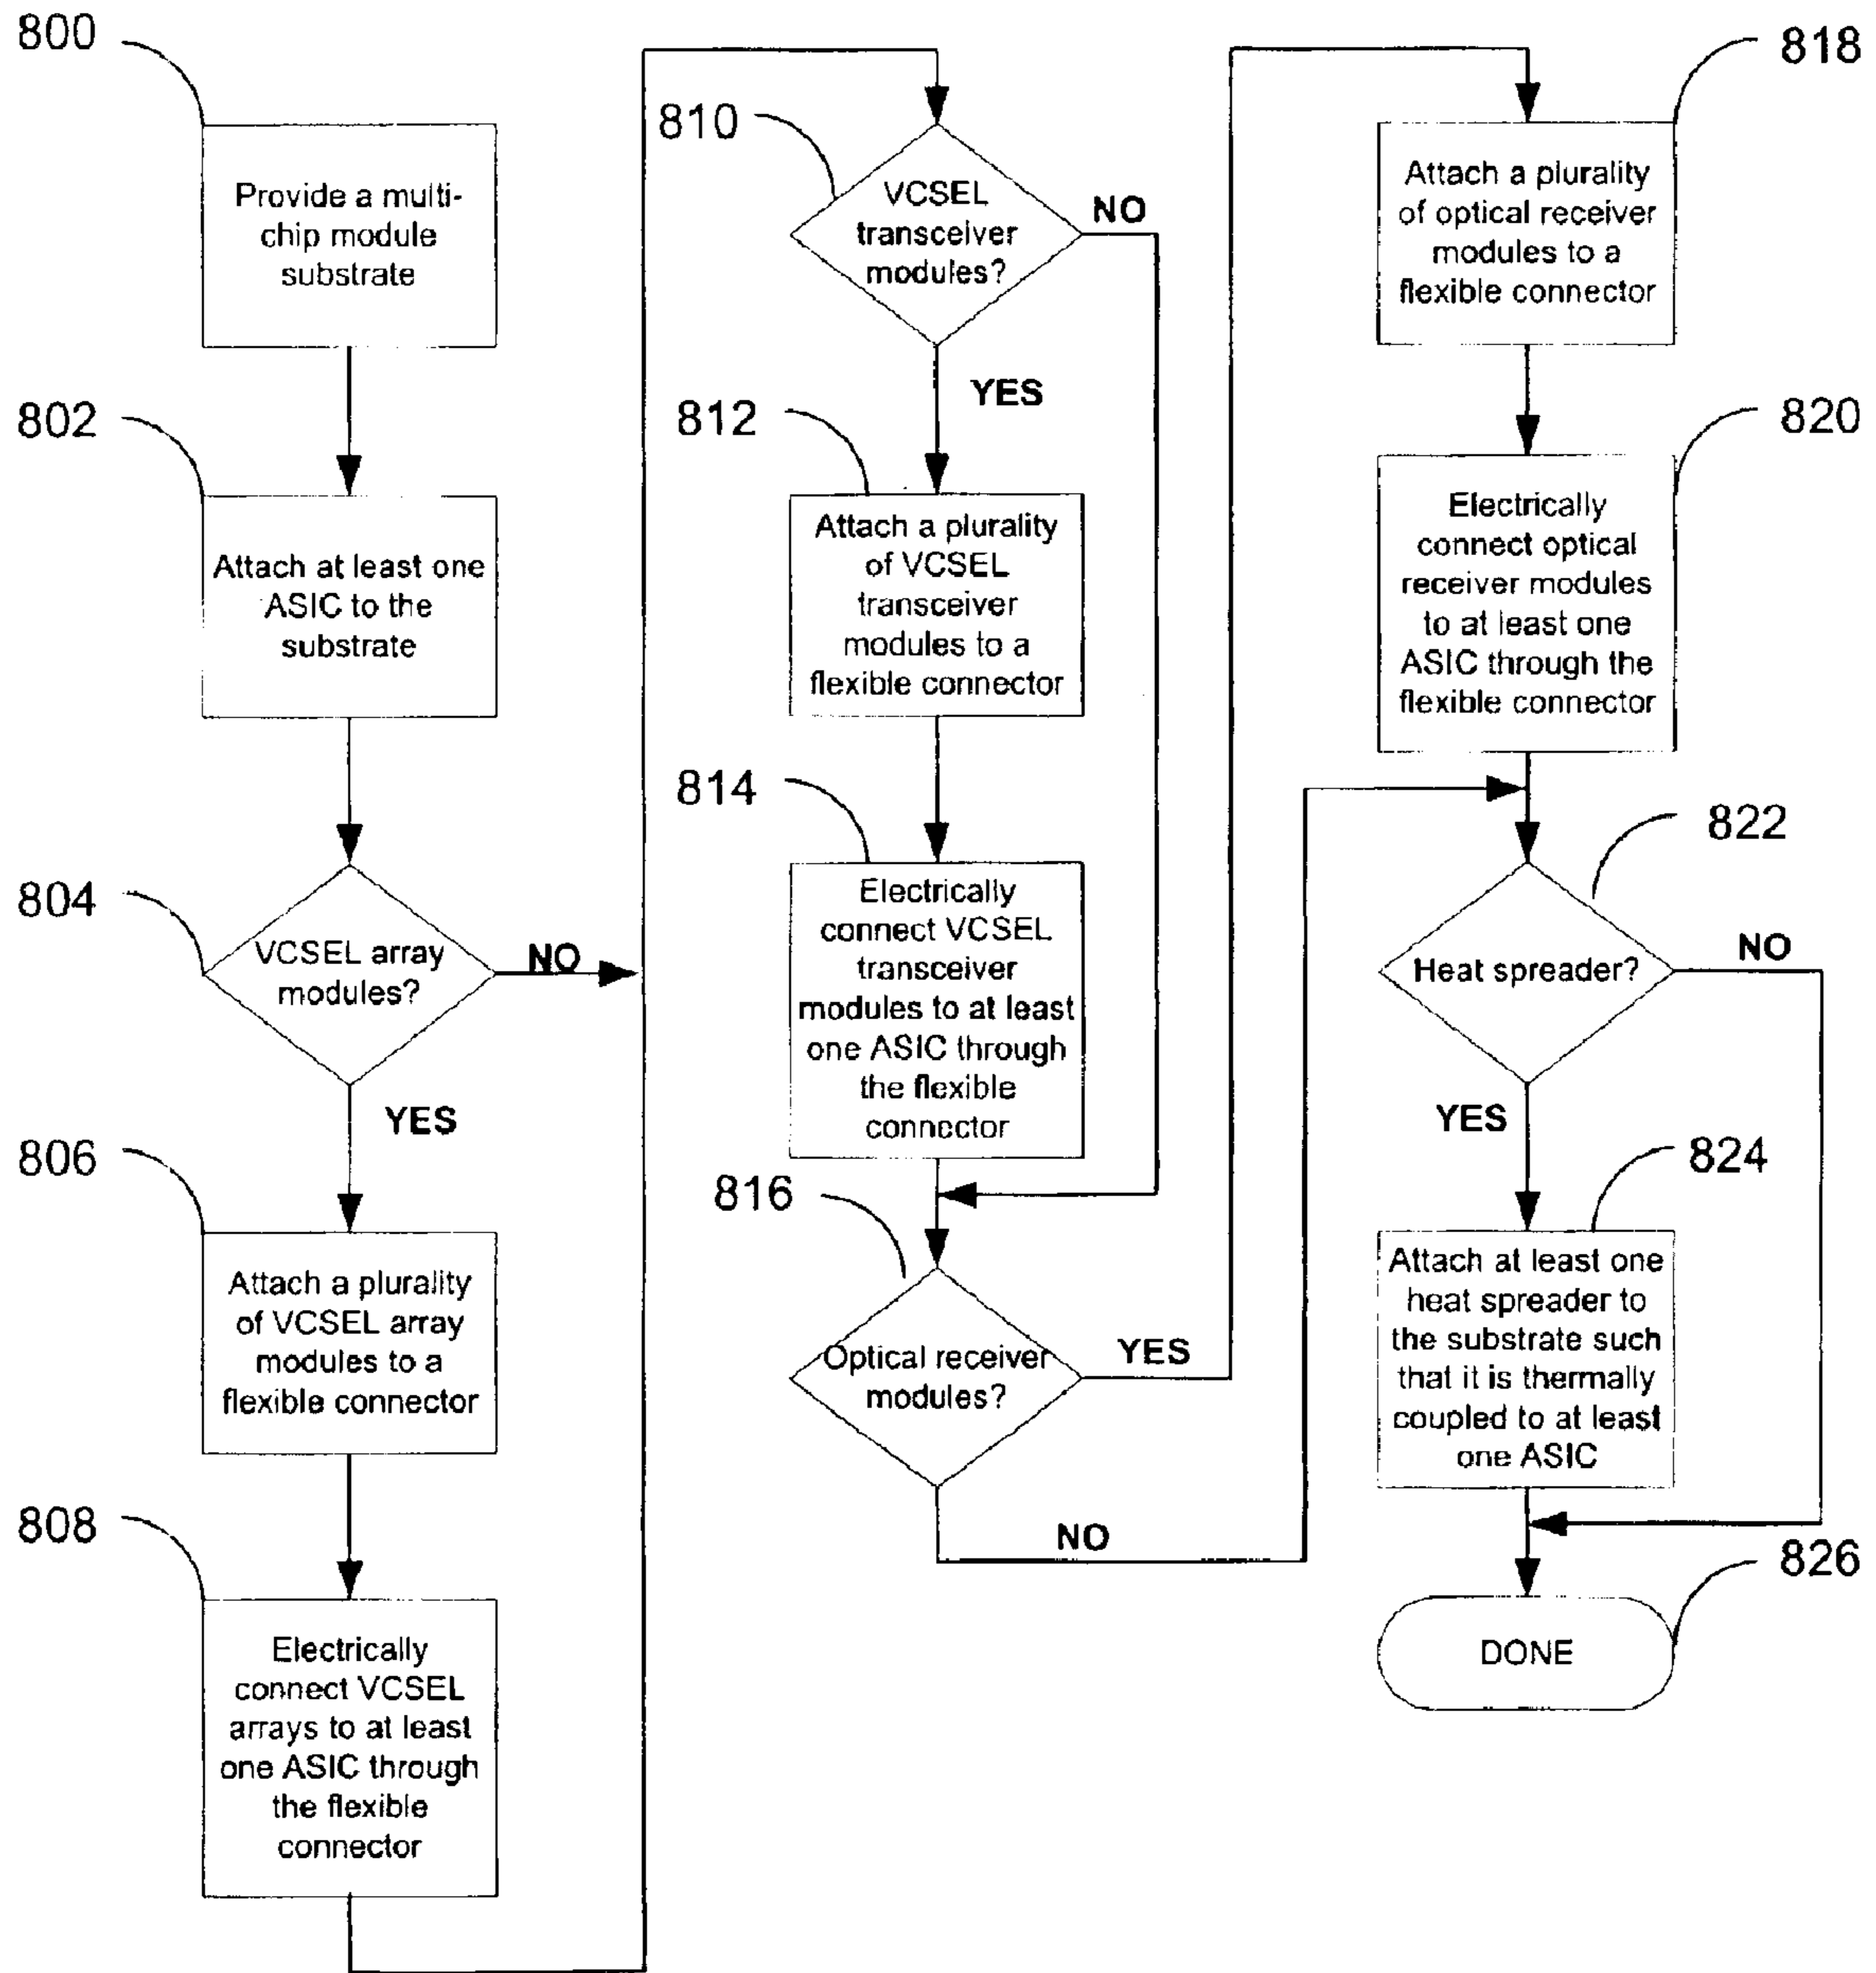 800
Provide a multi-
chip module
substrate
802
Attach at least one
ASIC to the
substrate
804
VCSEL array
modules?
NO
YES
806
Attach a plurality
of VCSEL array
modules to a
flexible connector
808
Electrically
connect VCSEL
arrays to at least
one ASIC through
the flexible
connector
810
VCSEL
transceiver
modules?
NO
YES
812
Attach a plurality
of VCSEL
transceiver
modules to a
flexible connector
814
Electrically
connect VCSEL
transceiver
modules to at least
one ASIC through
the flexible
connector
816
Optical receiver
modules?
YES
NO
818
Attach a plurality
of optical receiver
modules to a
flexible connector
820
Electrically
connect optical
receiver modules
to at least one
ASIC through the
flexible connector
822
Heat spreader?
NO
YES
824
Attach at least one
heat spreader to
the substrate such
that it is thermally
coupled to at least
one ASIC
826
DONE